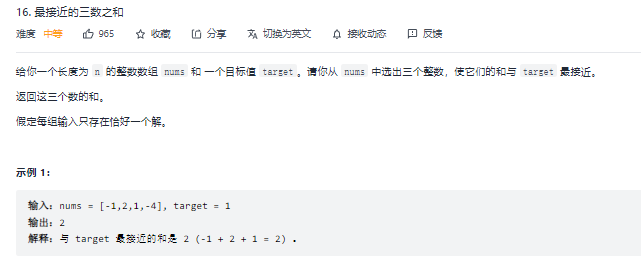 16. 最接近的三数之和
难度 中等 965 收藏 分享 切换为英文 接收动态 反馈
给你一个长度为 n 的整数数组 nums 和 一个目标值 target。请你从 nums 中选出三个整数，使它们的和与 target 最接近。
返回这三个数的和。
假定每组输入只存在恰好一个解。
示例 1：
输入：nums = [-1,2,1,-4], target = 1
输出：2
解释：与 target 最接近的和是 2 (-1 + 2 + 1 = 2) 。